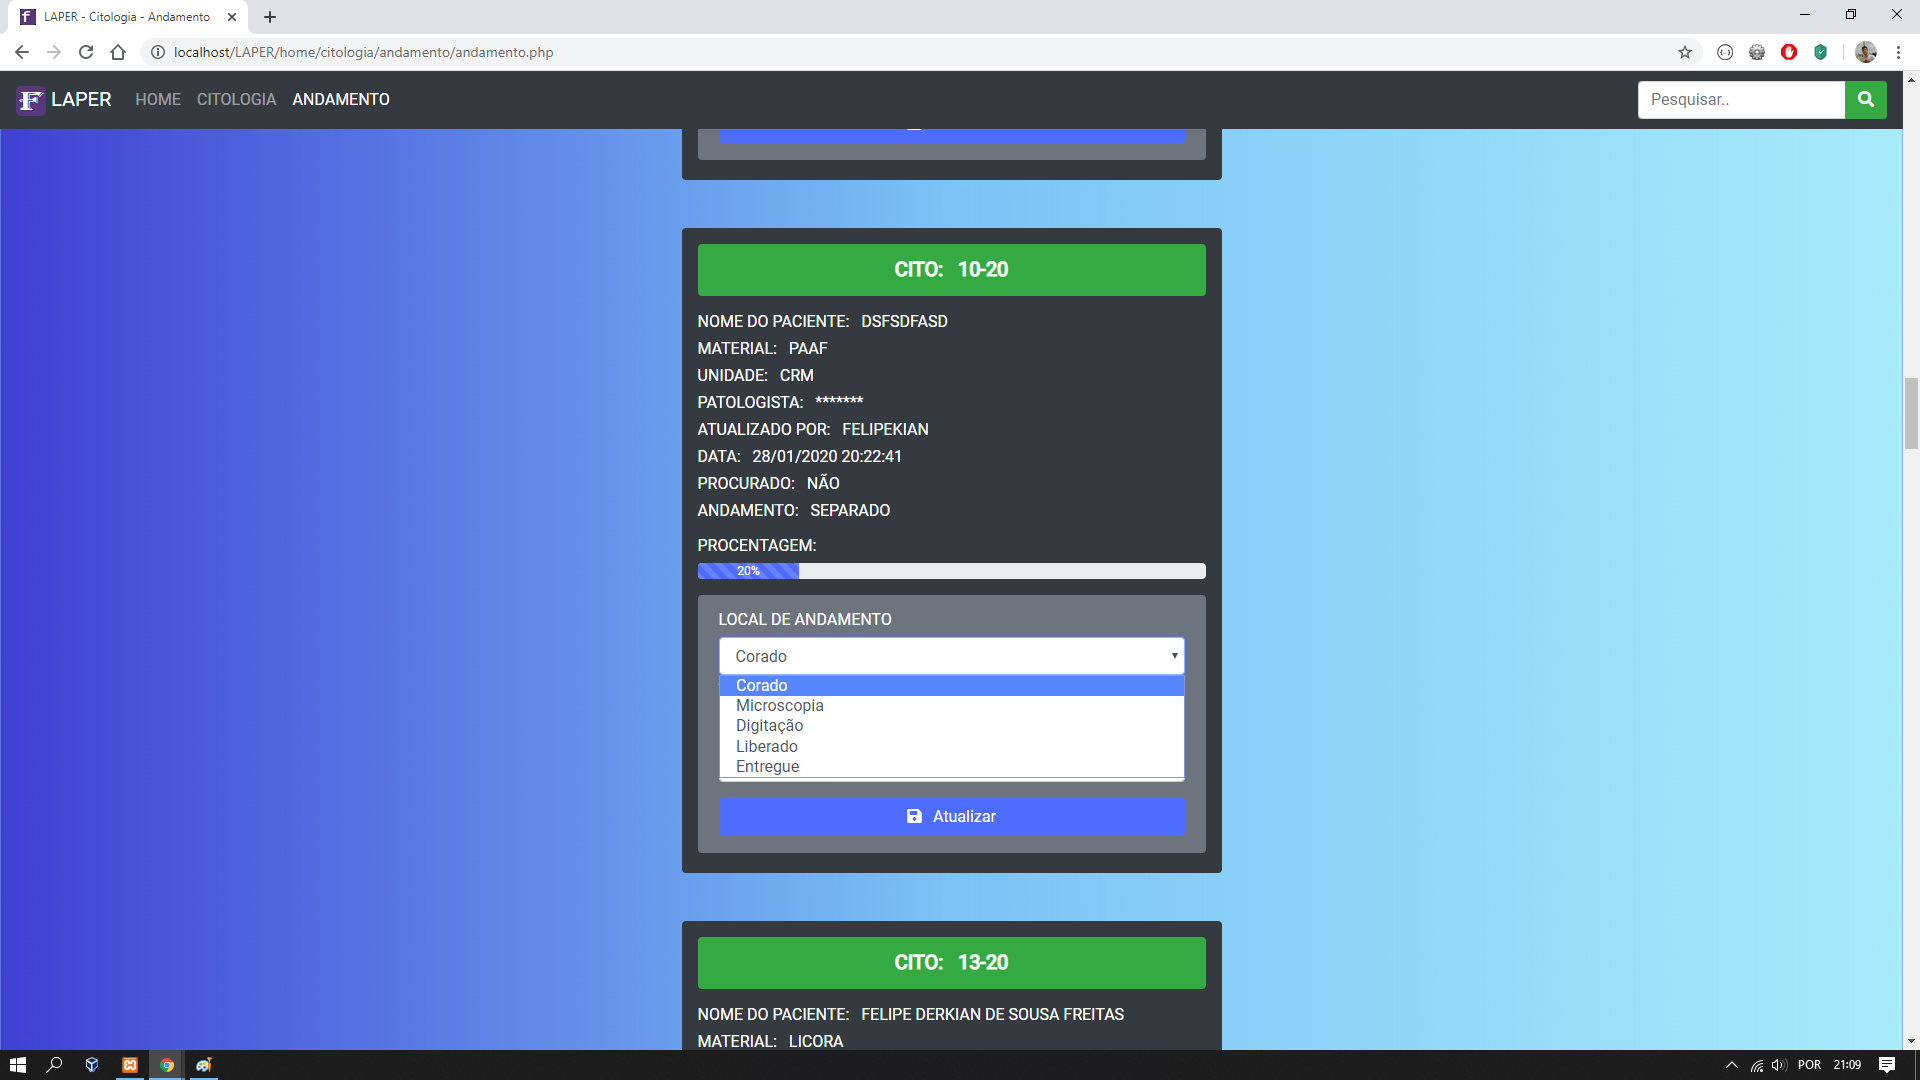 LAPER - Citologia - Andamento
localhost/LAPER/home/citologia/andamento/andamento.php
LAPER HOME CITOLOGIA ANDAMENTO
Pesquisar..
CITO: 10-20
NOME DO PACIENTE: DSFSDFASD
MATERIAL: PAAF
UNIDADE: CRM
PATOLOGISTA: *******
ATUALIZADO POR: FELIPEKIAN
DATA: 28/01/2020 20:22:41
PROCURADO: NÃO
ANDAMENTO: SEPARADO
PROCENTAGEM:
20%
LOCAL DE ANDAMENTO
Corado
Corado
Microscopia
Digitação
Liberado
Entregue
Atualizar
CITO: 13-20
NOME DO PACIENTE: FELIPE DERKIAN DE SOUSA FREITAS
MATERIAL: LICORA
POR 21:09